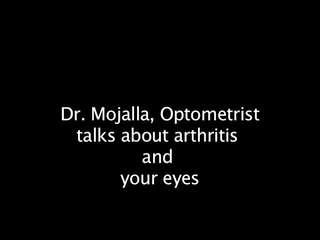 Dr. Mojalla, Optometrist
talks about arthritis
and
your eyes